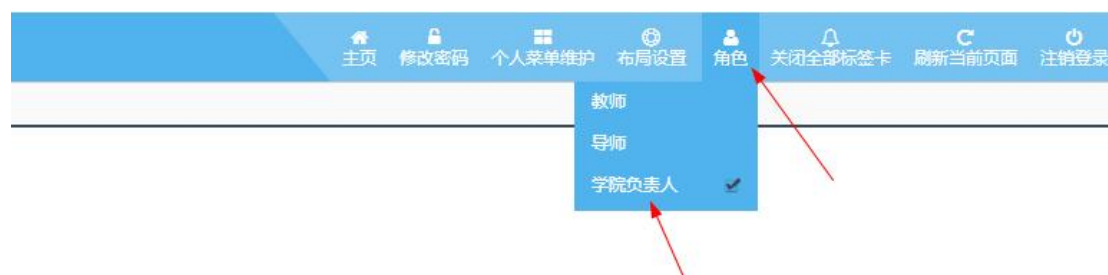 主页 修改密码 个人菜单维护 布局设置 角色 关闭全部标签卡 刷新当前页面 注销登录
教师
导师
学院负责人